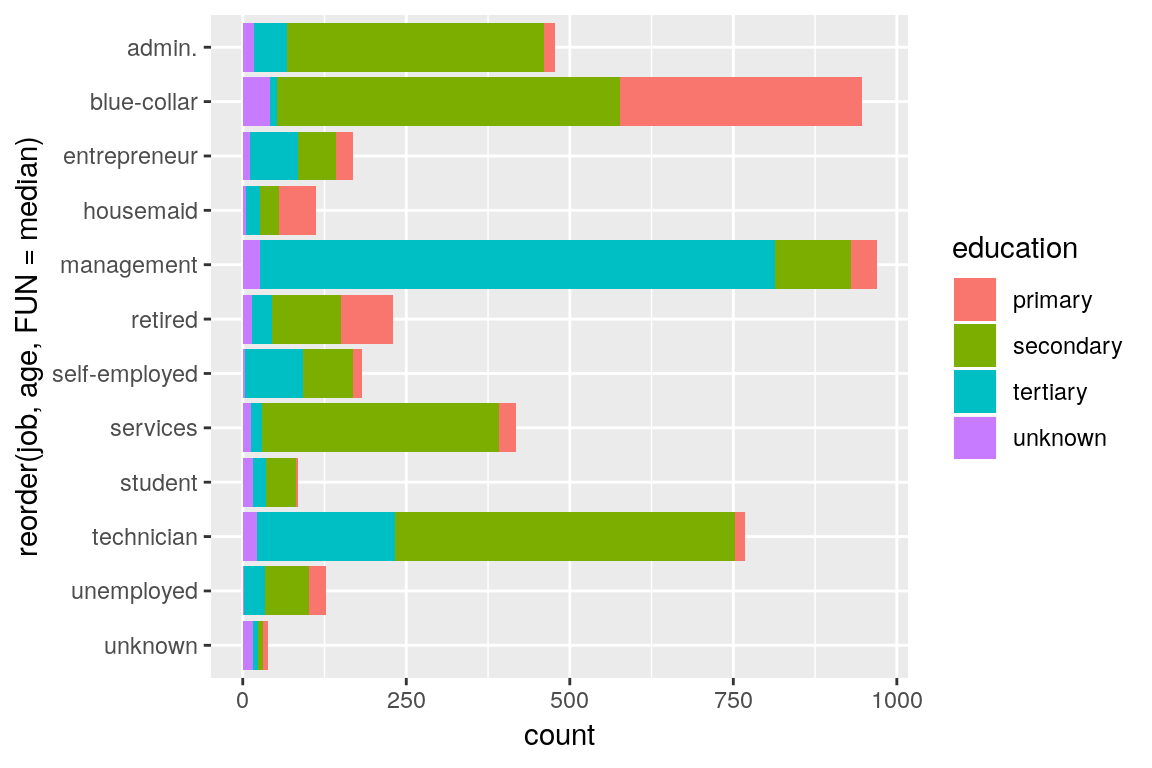 reorder(job, age, FUN = median)
admin.
blue-collar
entrepreneur
housemaid
management
retired
self-employed
services
student
technician
unemployed
unknown
0 250 500 750 1000
count
education
primary
secondary
tertiary
unknown